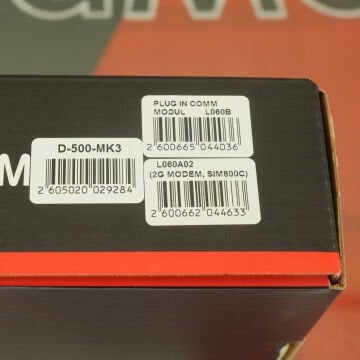 PLUG IN COMM
MODUL L060B
2 600665 044036
D-500-MK3
2 605020 029284
L060A02
(2G MODEM, SIM800C)
2 600662 044633
M